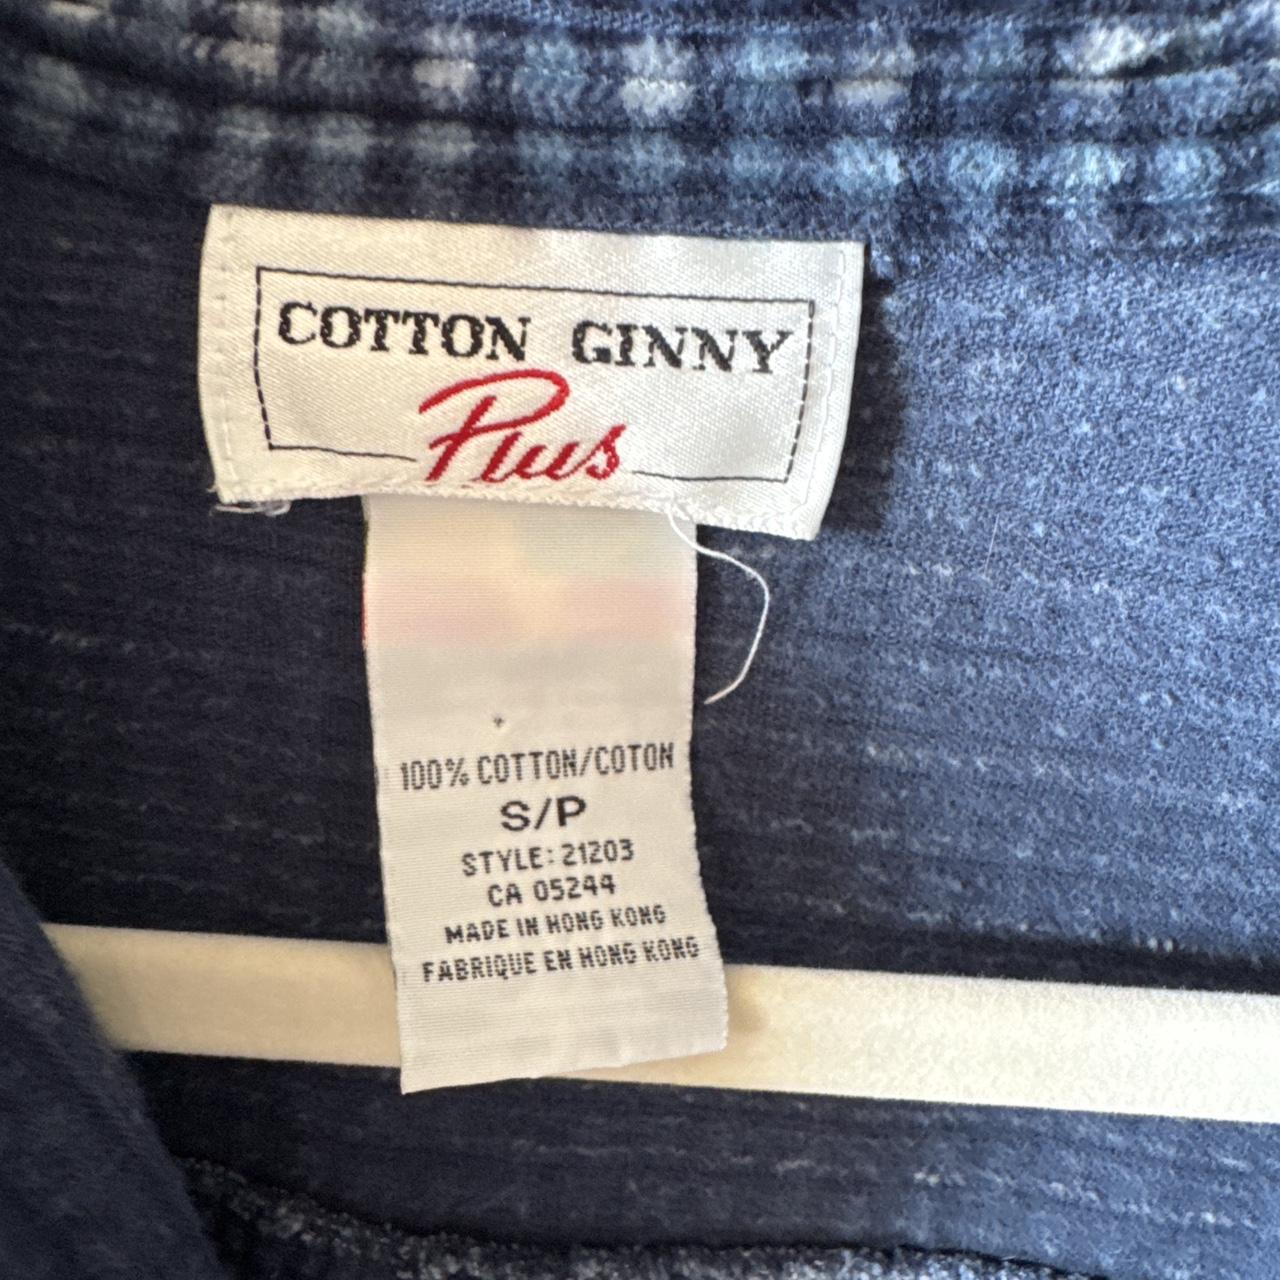 COTTON GINNY
Plus
100% COTTON/COTON
S/P
STYLE: 21203
CA 05244
MADE IN HONG KONG
FABRIQUE EN HONG KONG